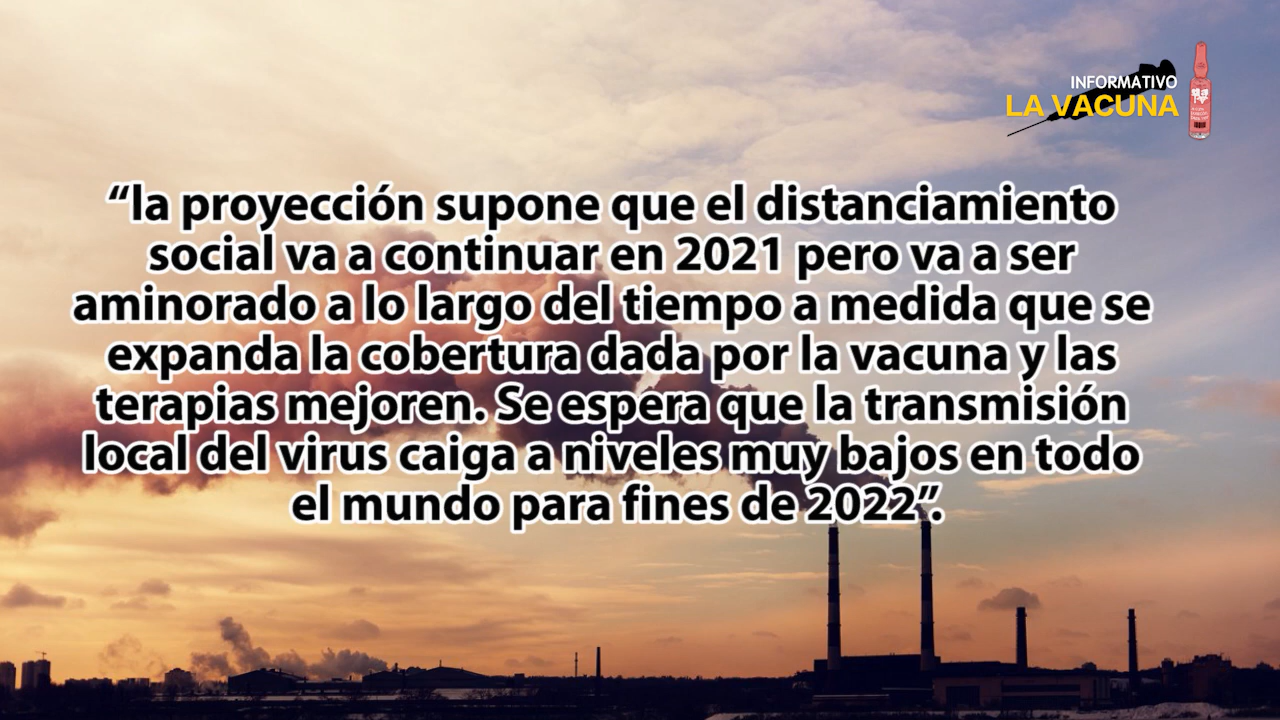 INFORMATIVO
LA VACUNA
“la proyección supone que el distanciamiento
social va a continuar en 2021 pero va a ser
aminorado a lo largo del tiempo a medida que se
expanda la cobertura dada por la vacuna y las
terapias mejoren. Se espera que la transmisión
local del virus caiga a niveles muy bajos en todo
el mundo para fines de 2022”.